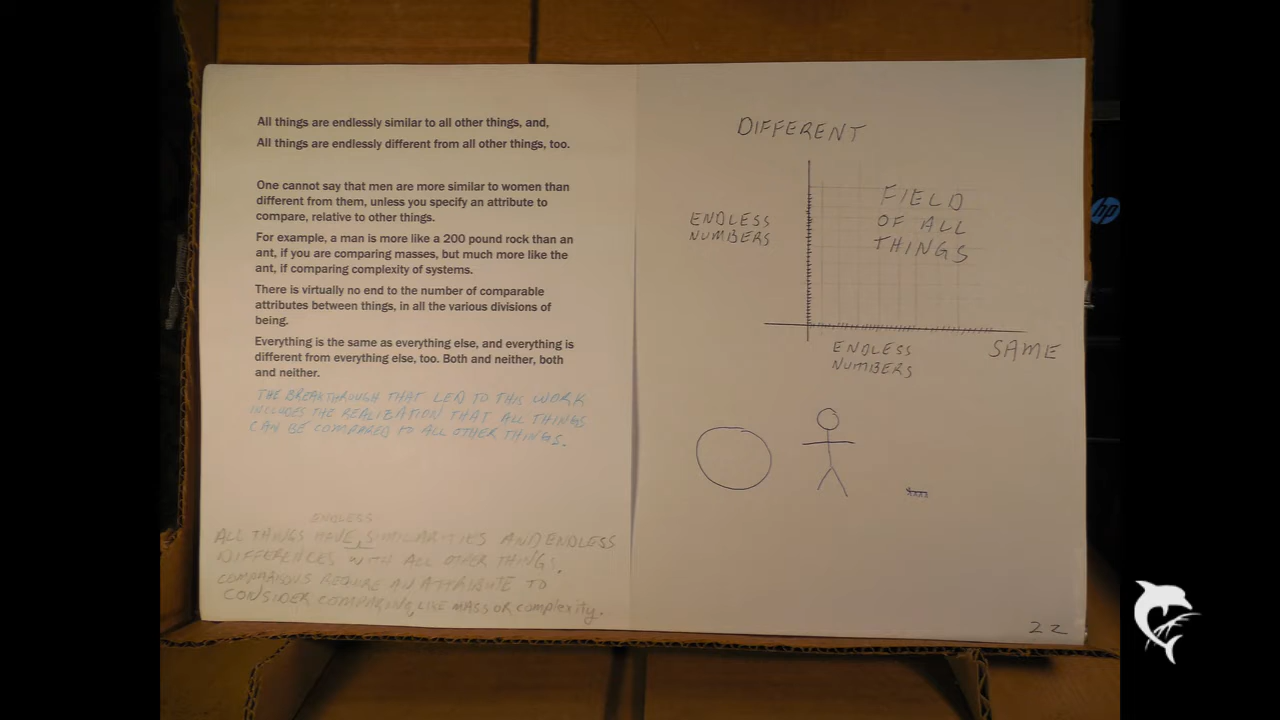 All things are endlessly similar to all other things, and,
All things are endlessly different from all other things, too.
One cannot say that men are more similar to women than
different from them, unless you specify an attribute to
compare, relative to other things.
For example, a man is more like a 200 pound rock than an
ant, if you are comparing masses, but much more like the
ant, if comparing complexity of systems.
There is virtually no end to the number of comparable
attributes between things, in all the various divisions of
being.
Everything is the same as everything else, and everything is
different from everything else, too. Both and neither, both
and neither.
THE BREAKTHROUGH THAT LED TO THIS WORK
INCLUDES THE REALIZATION THAT ALL THINGS
CAN BE COMPARED TO ALL OTHER THINGS.
ENDLESS
ALL THINGS HAVE SIMILARITIES AND ENDLESS
DIFFERENCES WITH ALL OTHER THINGS.
COMPARISONS REQUIRE AN ATTRIBUTE TO
CONSIDER COMPARING, LIKE MASS OR complexity.
DIFFERENT
FIELD
OF ALL
THINGS
ENDLESS
NUMBERS
ENDLESS
NUMBERS
SAME
22
hp